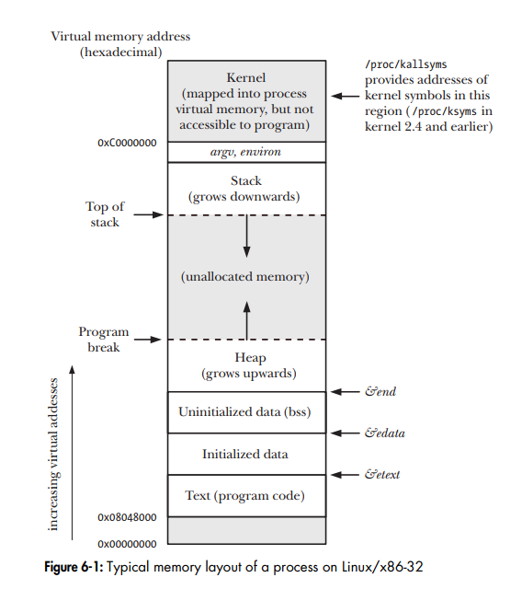 Virtual memory address
(hexadecimal)
Kernel
(mapped into process
virtual memory, but not
accessible to program)
/proc/kallsyms
provides addresses of
kernel symbols in this
region (/proc/ksyms in
kernel 2.4 and earlier)
0xC0000000
argv, environ
Stack
(grows downwards)
Top of
stack
(unallocated memory)
Program
break
Heap
(grows upwards)
&end
Uninitialized data (bss)
&edata
Initialized data
&etext
Text (program code)
0x08048000
0x00000000
increasing virtual addesses
Figure 6-1: Typical memory layout of a process on Linux/x86-32